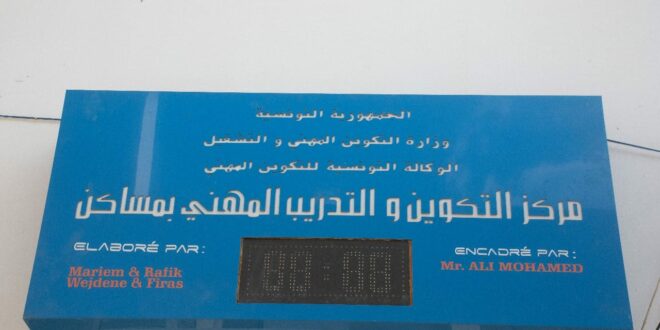 الجمهورية التونسية
وزارة التكوين المهني و التشغيل
الوكالة التونسية للتكوين المهني
مركز التكوين و التدريب المهني بمساكن
ELABORÉ PAR :
Mariem & Rafik
Wejdene & Firas
ENCADRÉ PAR :
Mr. ALI MOHAMED